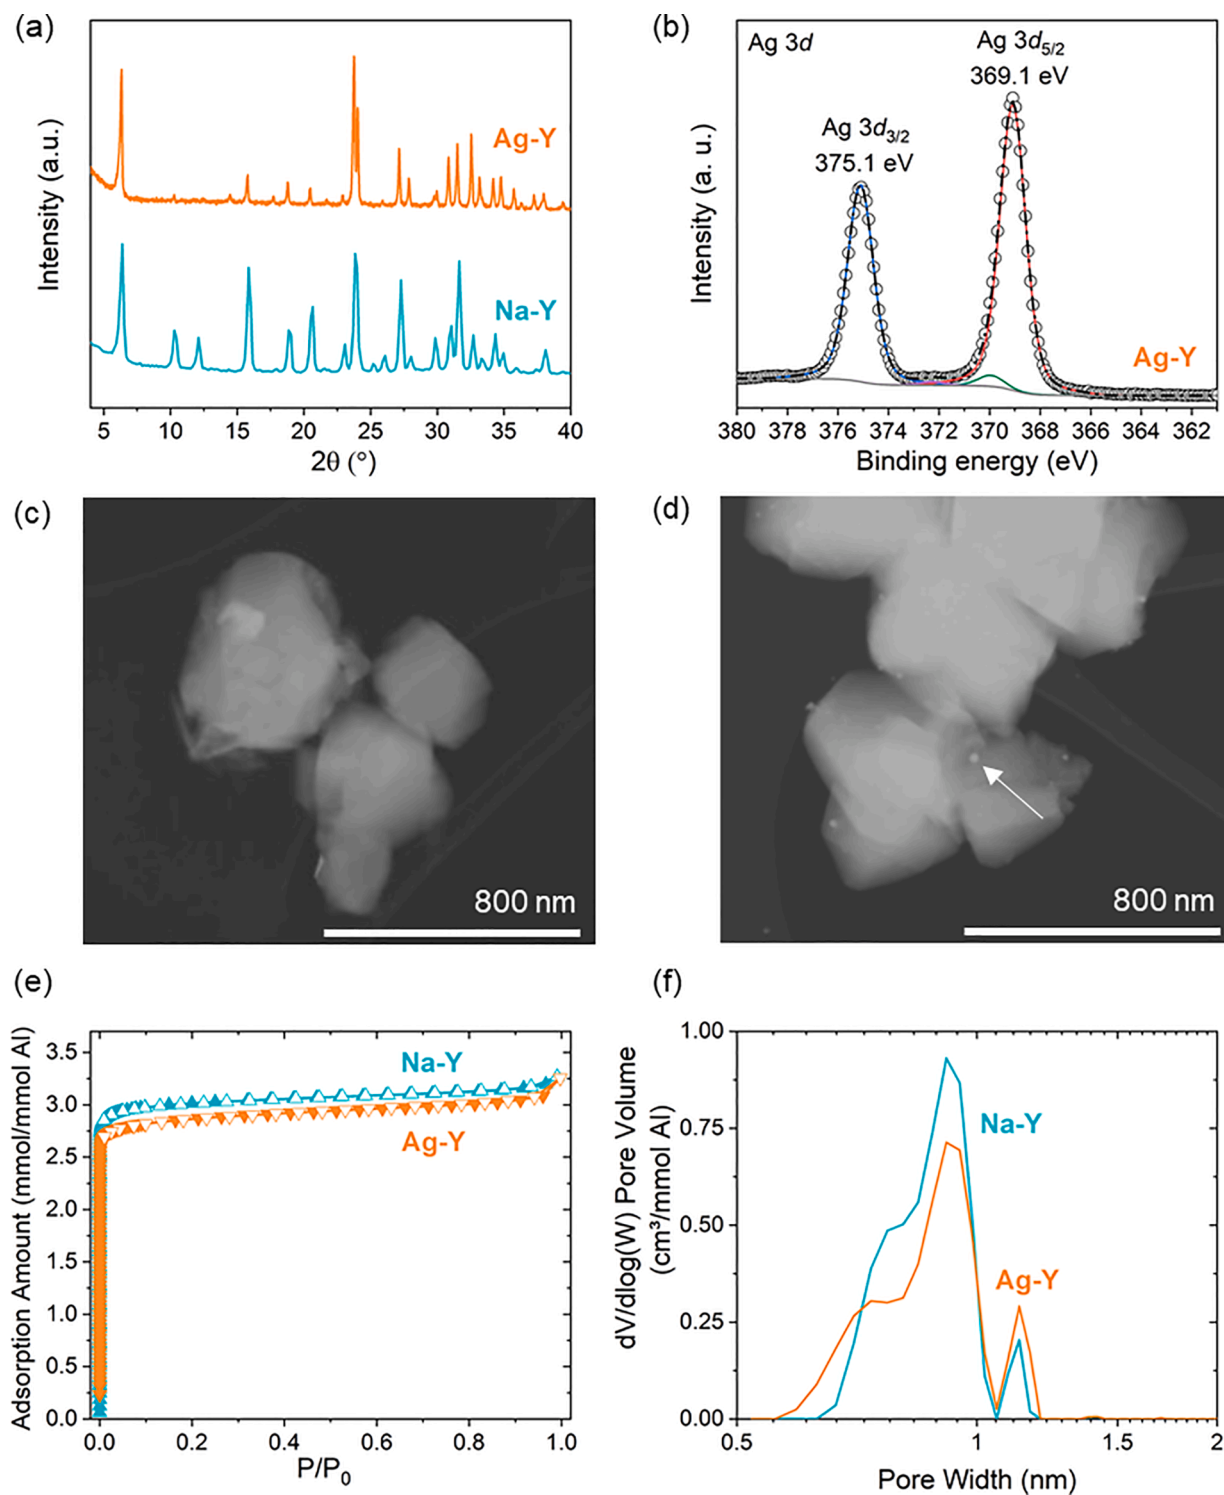 (a)
Intensity (a.u.)
Ag-Y
Na-Y
5 10 15 20 25 30 35 40
2θ (°)
(b)
Ag 3d
Ag 3d5/2
369.1 eV
Ag 3d3/2
375.1 eV
Intensity (a. u.)
Ag-Y
380 378 376 374 372 370 368 366 364 362
Binding energy (eV)
(c)
800 nm
(d)
800 nm
(e)
Adsorption Amount (mmol/mmol Al)
3.5
3.0
2.5
2.0
1.5
1.0
0.5
0.0
Na-Y
Ag-Y
0.0 0.2 0.4 0.6 0.8 1.0
P/P0
(f)
dV/dlog(W) Pore Volume
(cm³/mmol Al)
1.00
0.75
0.50
0.25
0.00
Na-Y
Ag-Y
0.5 1 1.5 2
Pore Width (nm)